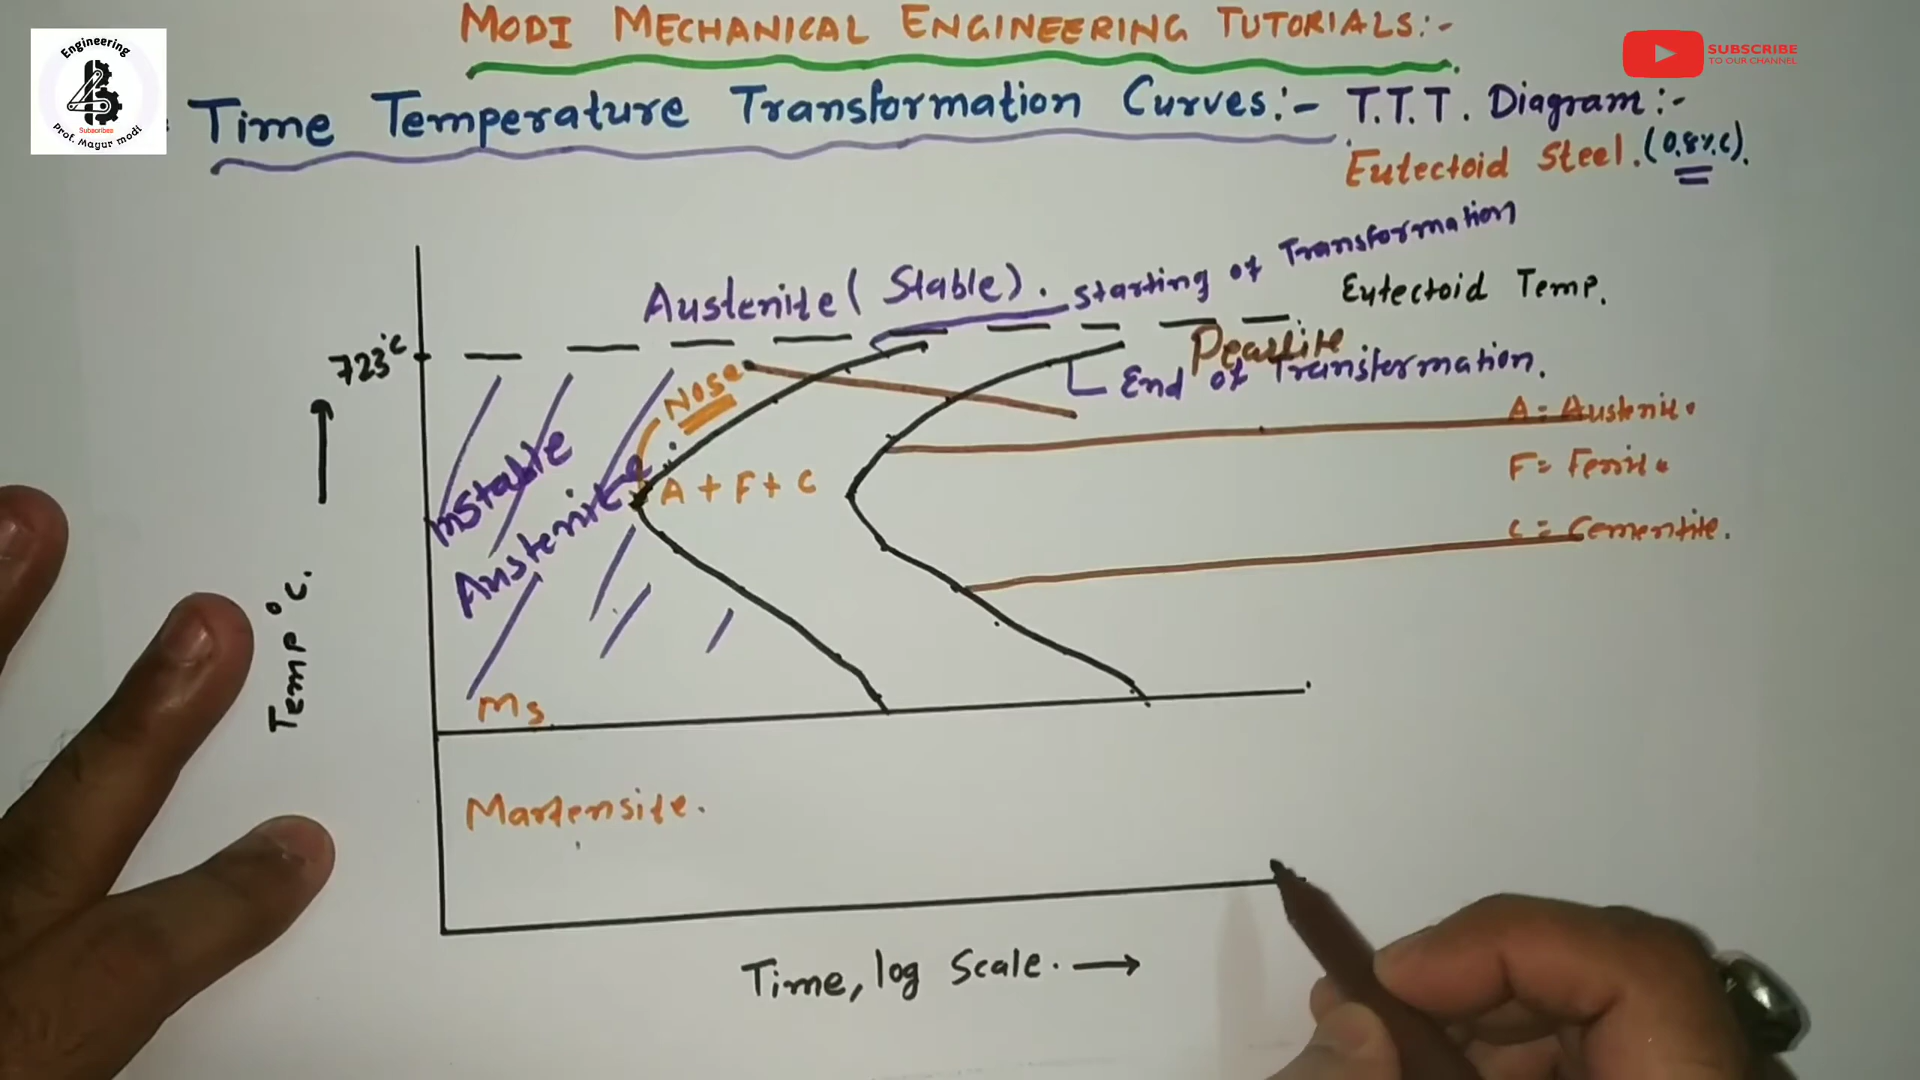 MODI MECHANICAL ENGINEERING TUTORIALS:-
Engineering
Subscribes
Prof. Mayur modi
SUBSCRIBE
TO OUR CHANNEL
Time Temperature Transformation Curves:- T.T.T. Diagram:-
Eutectoid Steel. (0.8%C).
Austenite (Stable). Starting of Transformation
Eutectoid Temp.
723°C
Pearlite
End of Transformation.
Nose
A = Austenite.
F = Ferrite.
C = Cementite.
A + F + C
Instable
Austenite.
Temp °C.
Ms
Martensite.
Time, log Scale. →